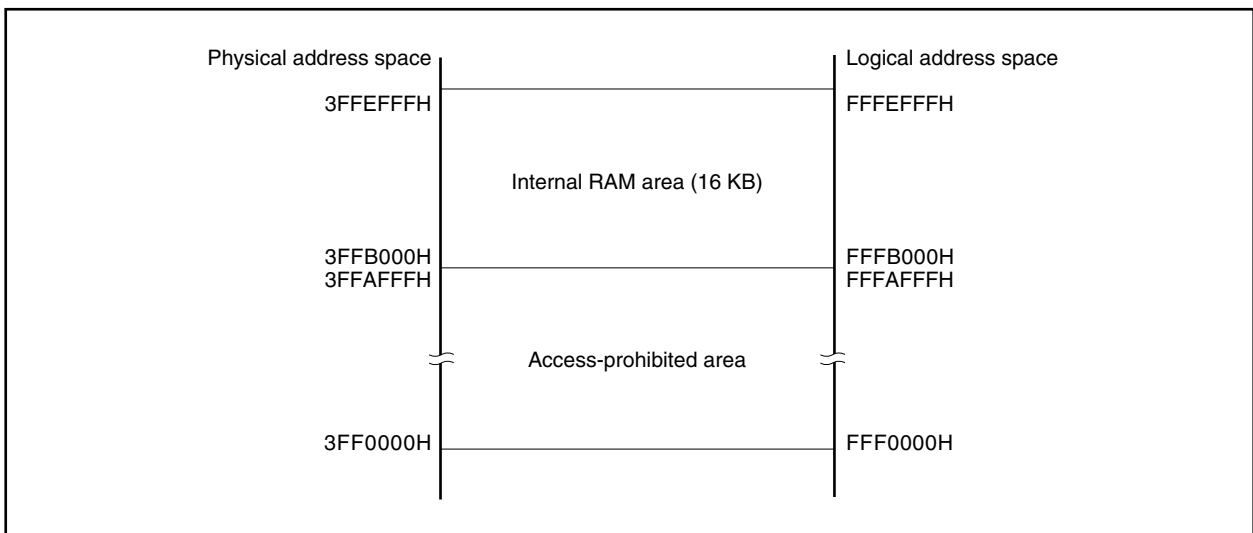 Physical address space
Logical address space
3FFEFFFH
FFFEFFFH
Internal RAM area (16 KB)
3FFB000H
FFFB000H
3FFAFFFH
FFFAFFFH
Access-prohibited area
3FF0000H
FFF0000H